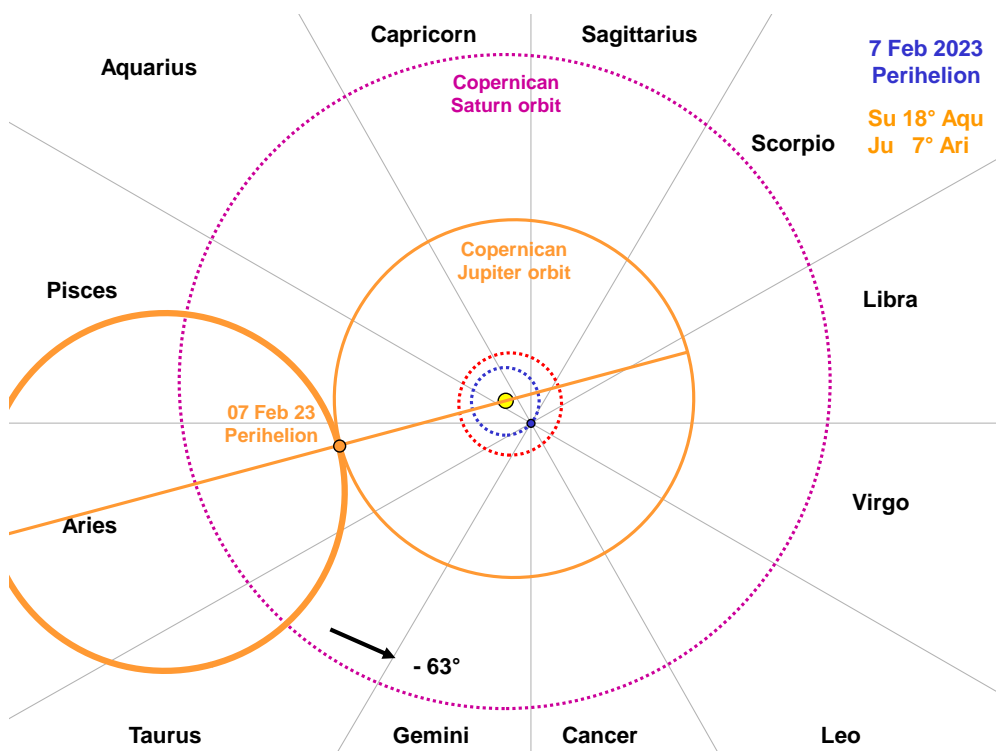 Capricorn
Sagittarius
Aquarius
7 Feb 2023
Perihelion
Copernican
Saturn orbit
Su 18° Aqu
Ju 7° Ari
Scorpio
Copernican
Jupiter orbit
Pisces
Libra
07 Feb 23
Perihelion
Virgo
Aries
- 63°
Taurus
Gemini
Cancer
Leo